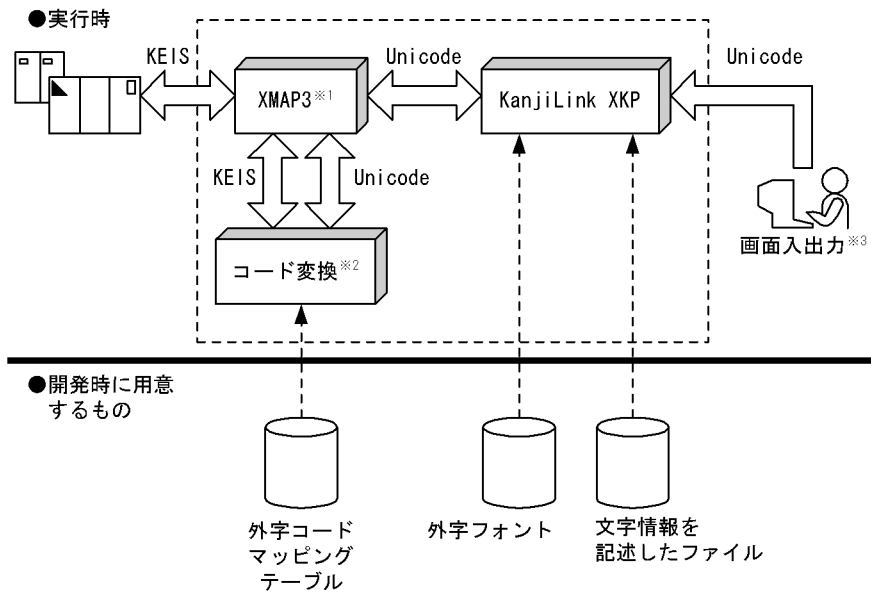 ●実行時
KEIS
Unicode
Unicode
XMAP3※1
KanjiLink XKP
KEIS
Unicode
コード変換※2
画面入出力※3
●開発時に用意
するもの
外字コード
マッピング
テーブル
外字フォント
文字情報を
記述したファイル